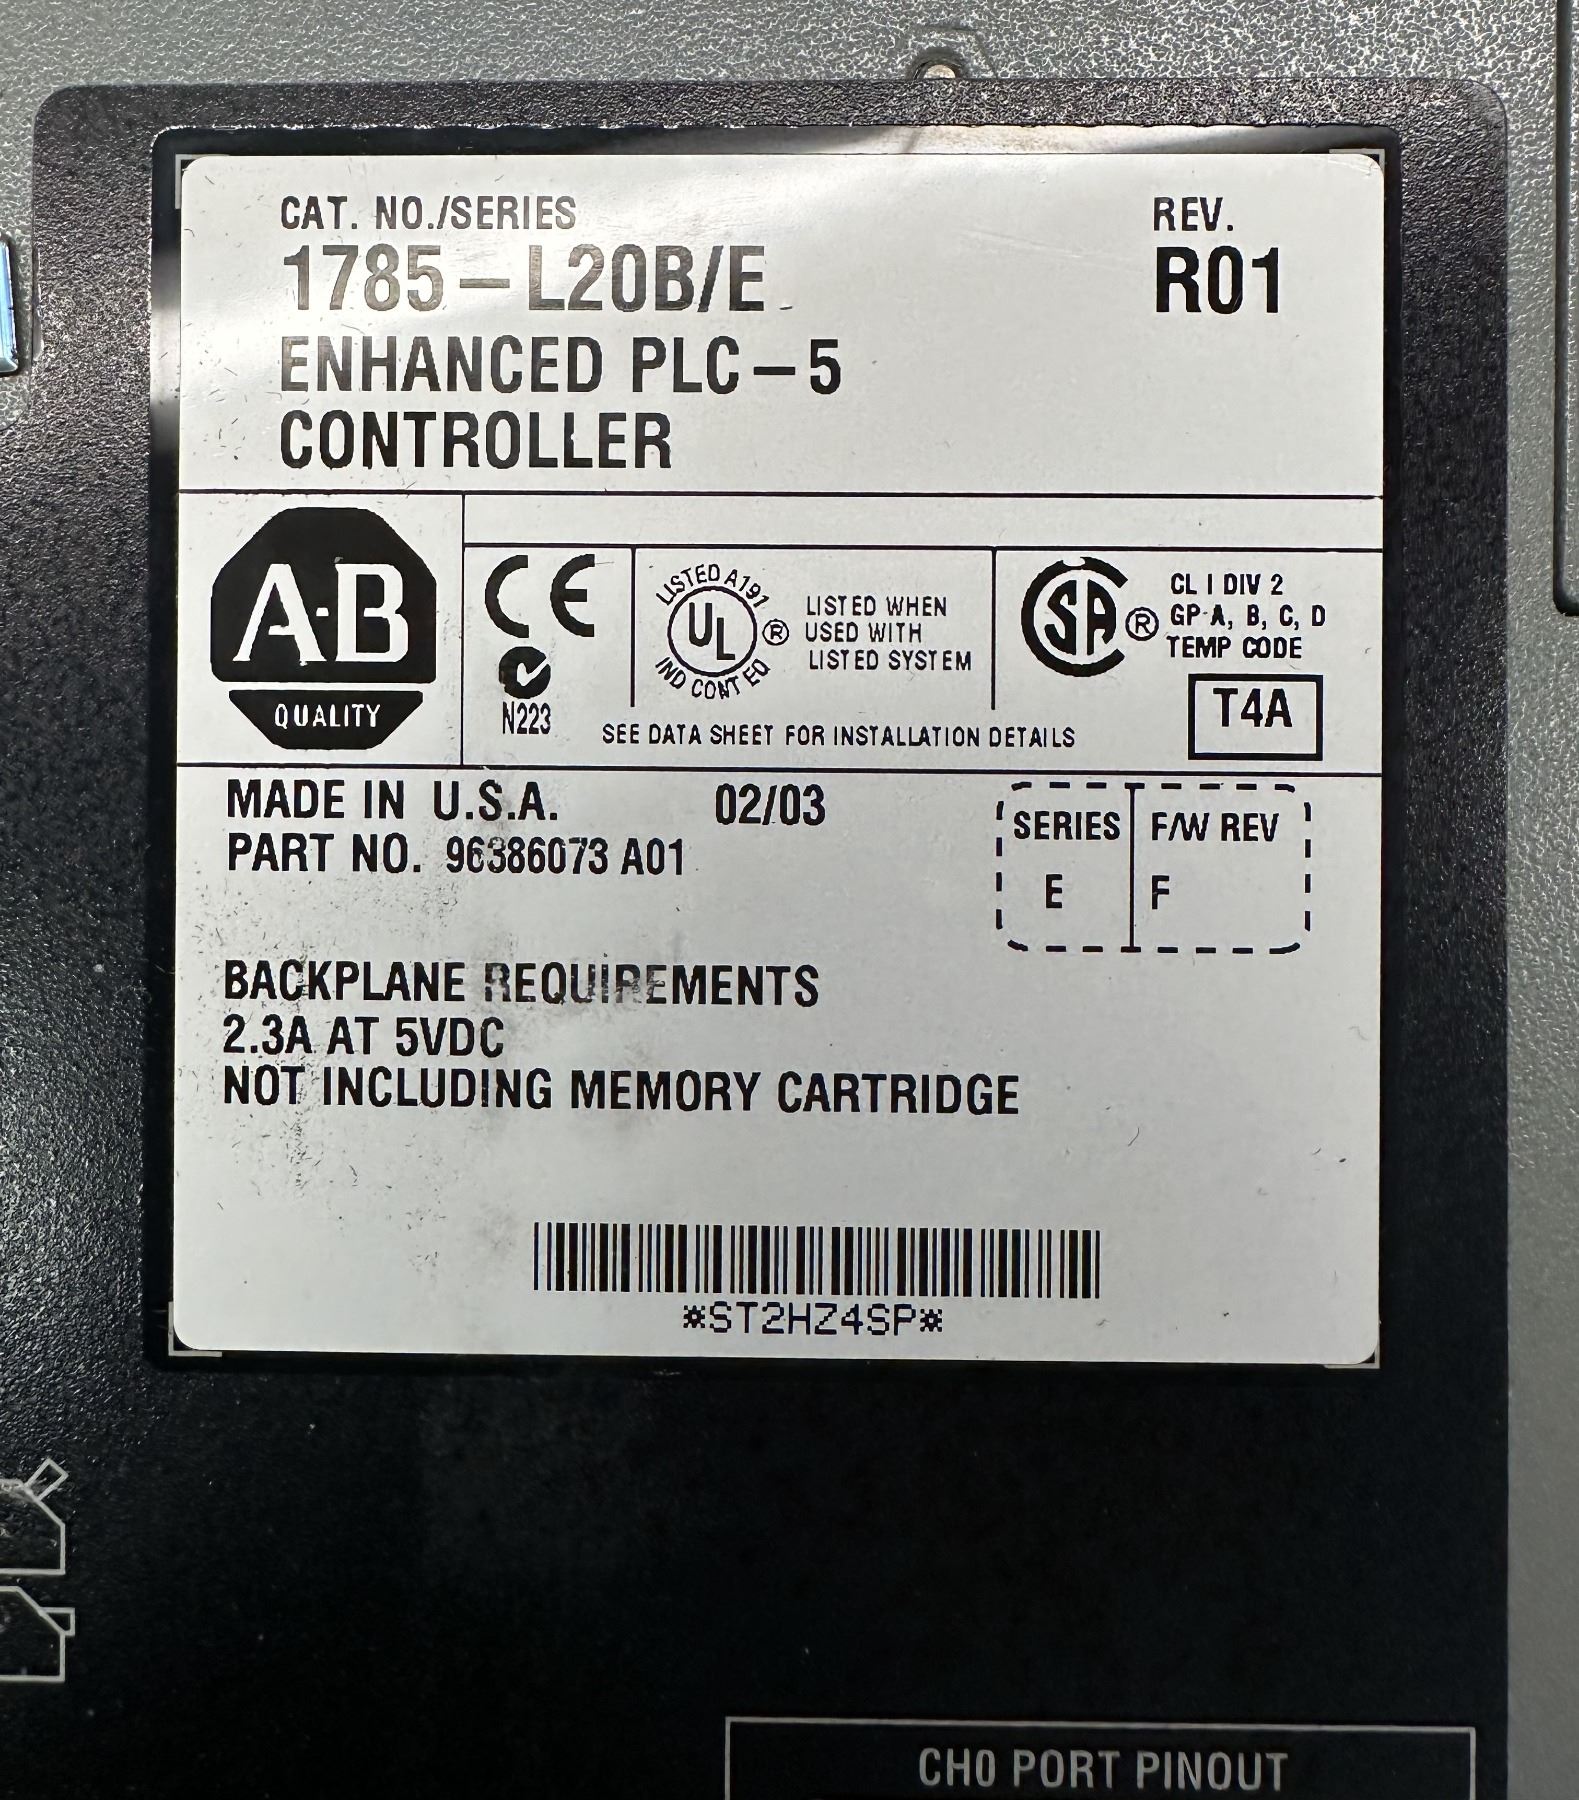 CAT. NO./SERIES
REV.
1785-L20B/E
R01
ENHANCED PLC-5
CONTROLLER
A-B
QUALITY
CE
N223
LISTED A191
UL ®
IND CONT EQ
LISTED WHEN
USED WITH
LISTED SYSTEM
SA ®
CL I DIV 2
GP A, B, C, D
TEMP CODE
T4A
SEE DATA SHEET FOR INSTALLATION DETAILS
MADE IN U.S.A. 02/03
PART NO. 96386073 A01
SERIES F/W REV
E F
BACKPLANE REQUIREMENTS
2.3A AT 5VDC
NOT INCLUDING MEMORY CARTRIDGE
*ST2HZ4SP*
CH0 PORT PINOUT